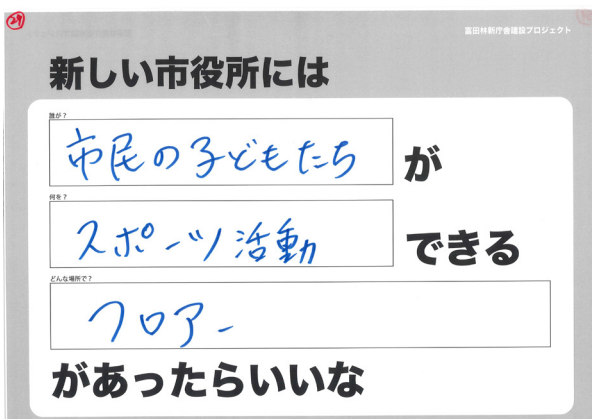 29
富田林新庁舎建設プロジェクト
新しい市役所には
誰が？
市民の子どもたち が
何を？
スポーツ活動 できる
どんな場所で？
フロアー
があったらいいな